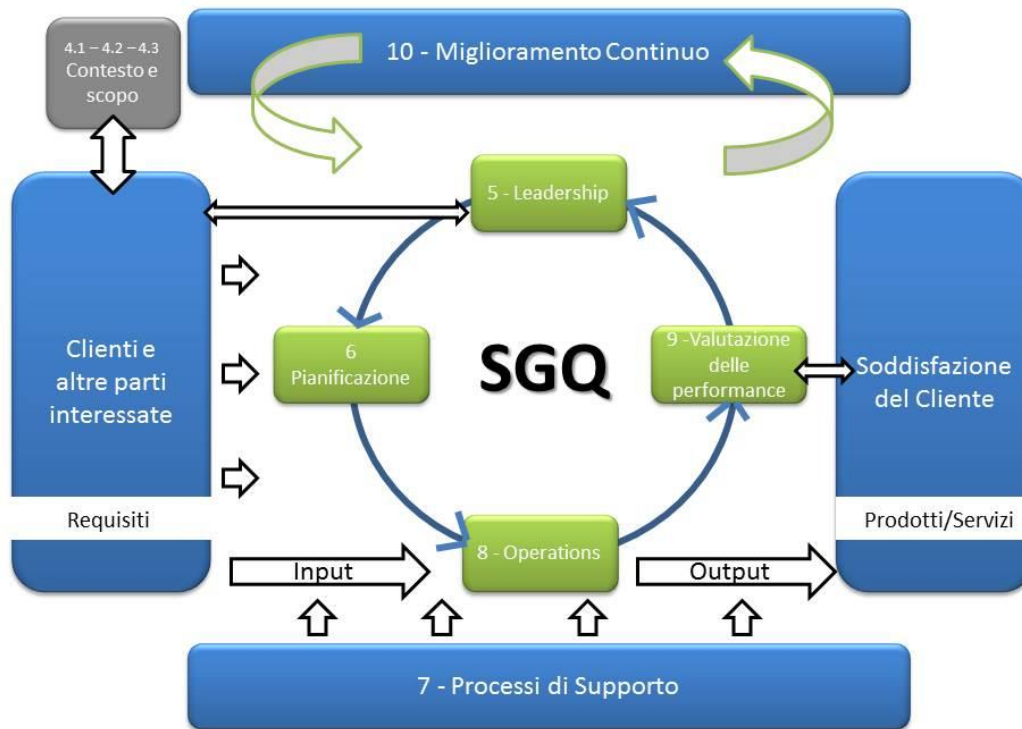 4.1 – 4.2 – 4.3
Contesto e
scopo
10 - Miglioramento Continuo
5 - Leadership
Clienti e
altre parti
interessate
6
Pianificazione
SGQ
9 -Valutazione
delle
performance
Soddisfazione
del Cliente
Requisiti
Prodotti/Servizi
Input
8 - Operations
Output
7 - Processi di Supporto